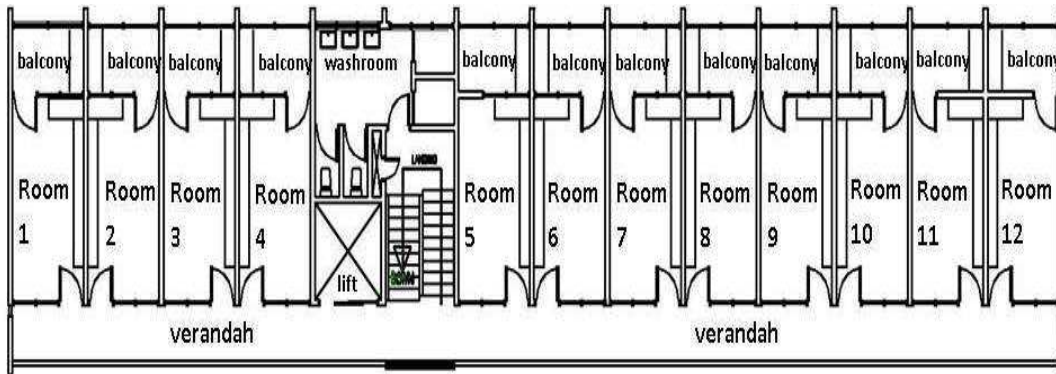 balcony balcony balcony balcony washroom balcony balcony balcony balcony balcony balcony balcony balcony
LANDING
Room Room Room Room Room Room Room Room Room Room Room Room
1 2 3 4 5 6 7 8 9 10 11 12
lift
verandah verandah